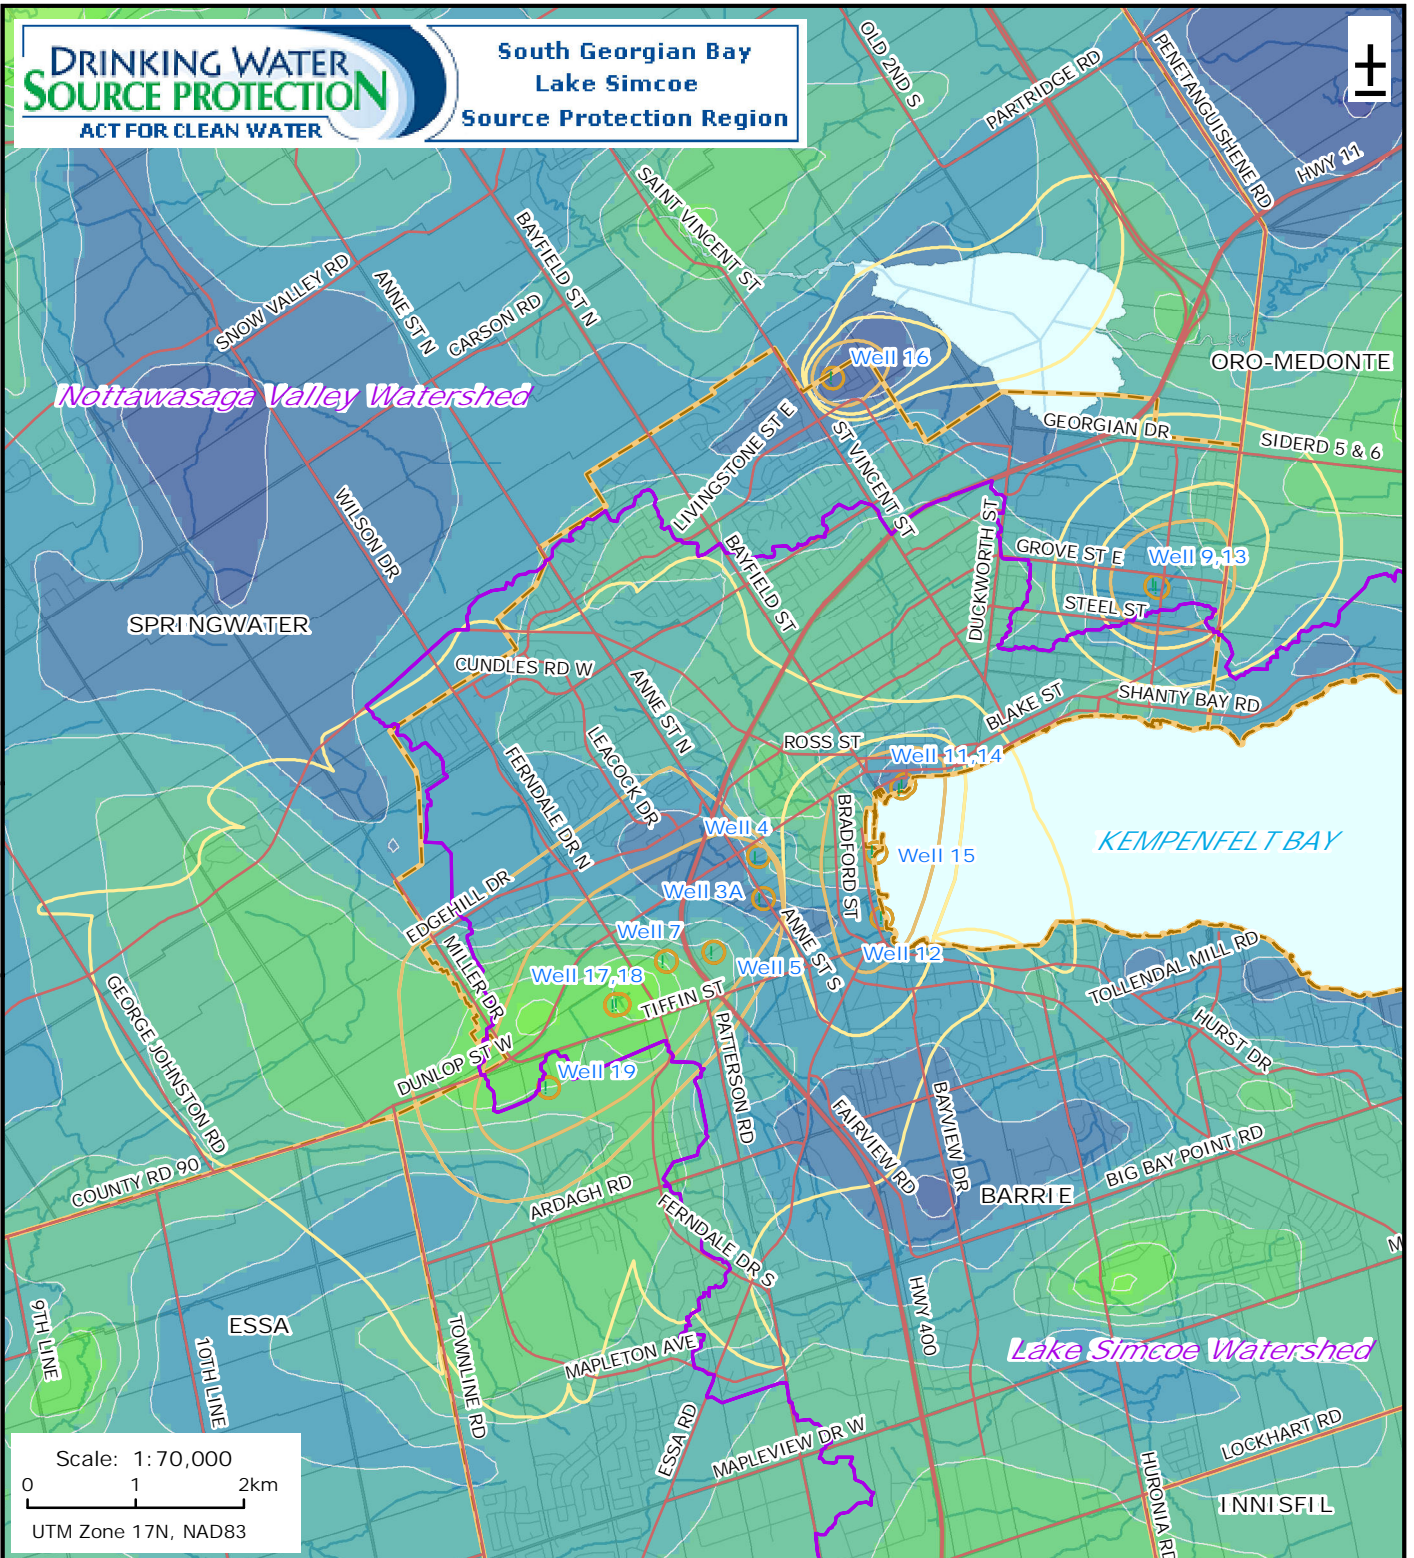 DRINKING WATER
SOURCE PROTECTION
ACT FOR CLEAN WATER
South Georgian Bay
Lake Simcoe
Source Protection Region
OLD 2ND S
PARTRIDGE RD
PENETANGUISHENE RD
HWY 11
SAINT VINCENT ST
BAYFIELD ST N
SNOW VALLEY RD
ANNE ST N
CARSON RD
Well 16
ORO-MEDONTE
Nottawasaga Valley Watershed
LIVINGSTONE ST E
ST VINCENT ST
GEORGIAN DR
SIDERD 5 & 6
WILSON DR
BAYFIELD ST
DUCKWORTH ST
GROVE ST E
Well 9,13
STEEL ST
SPRINGWATER
CUNDLES RD W
ANNE ST N
BLAKE ST
SHANTY BAY RD
LEACOCK DR
FERNDALE DR N
ROSS ST
Well 11,14
BRADFORD ST
Well 4
Well 15
KEMPENFELT BAY
Well 3A
EDGEHILL DR
ANNE ST S
MILLER DR
Well 7
Well 5
Well 12
Well 17,18
TIFFIN ST
TOLLENDAL MILL RD
GEORGE JOHNSTON RD
PATTERSON RD
HURST DR
DUNLOP ST W
Well 19
FAIRVIEW RD
BAYVIEW DR
BIG BAY POINT RD
COUNTY RD 90
ARDAGH RD
BARRIE
FERNDALE DR S
M
9TH LINE
ESSA
10TH LINE
TOWNLINE RD
HWY 400
MAPLETON AVE
Lake Simcoe Watershed
ESSA RD
MAPLEVIEW DR W
LOCKHART RD
HURONIA RD
INNISFIL
Scale: 1:70,000
0 1 2km
UTM Zone 17N, NAD83